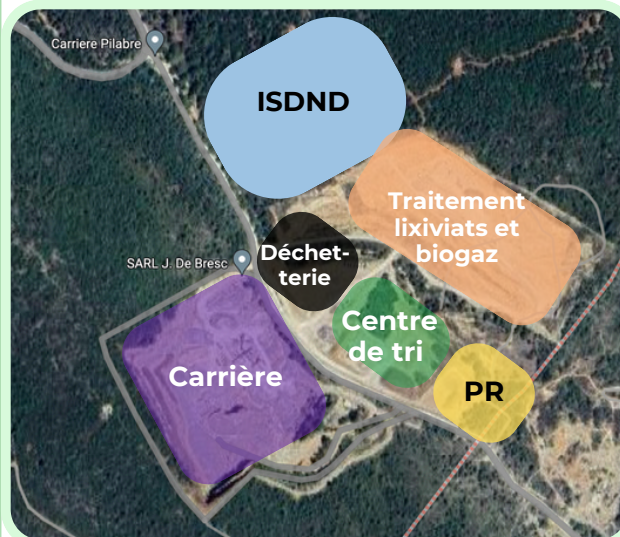 Carriere Pilabre
ISDND
Traitement
lixiviats et
biogaz
Déchet-
terie
SARL J. De Bresc
Centre
de tri
Carrière
PR